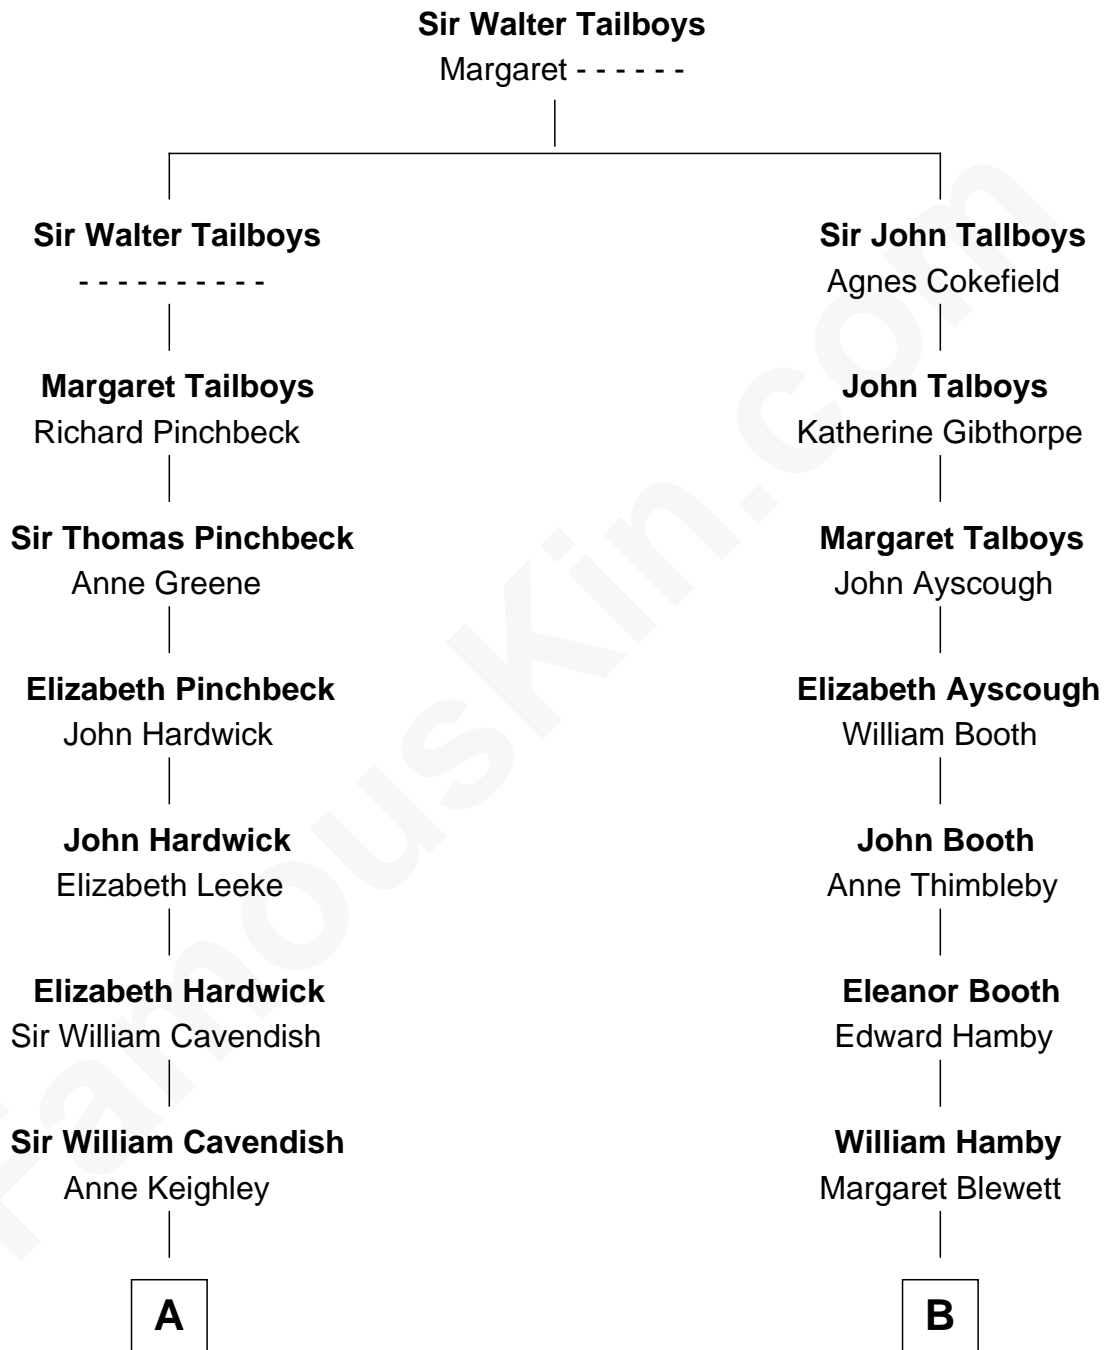 Sir Walter Tailboys
Margaret - - - - - -
Sir Walter Tailboys
- - - - - - - - - -
Margaret Tailboys
Richard Pinchbeck
Sir Thomas Pinchbeck
Anne Greene
Elizabeth Pinchbeck
John Hardwick
John Hardwick
Elizabeth Leeke
Elizabeth Hardwick
Sir William Cavendish
Sir William Cavendish
Anne Keighley
A
Sir John Tallboys
Agnes Cokefield
John Talboys
Katherine Gibthorpe
Margaret Talboys
John Ayscough
Elizabeth Ayscough
William Booth
John Booth
Anne Thimbleby
Eleanor Booth
Edward Hamby
William Hamby
Margaret Blewett
B
FamousKin.com